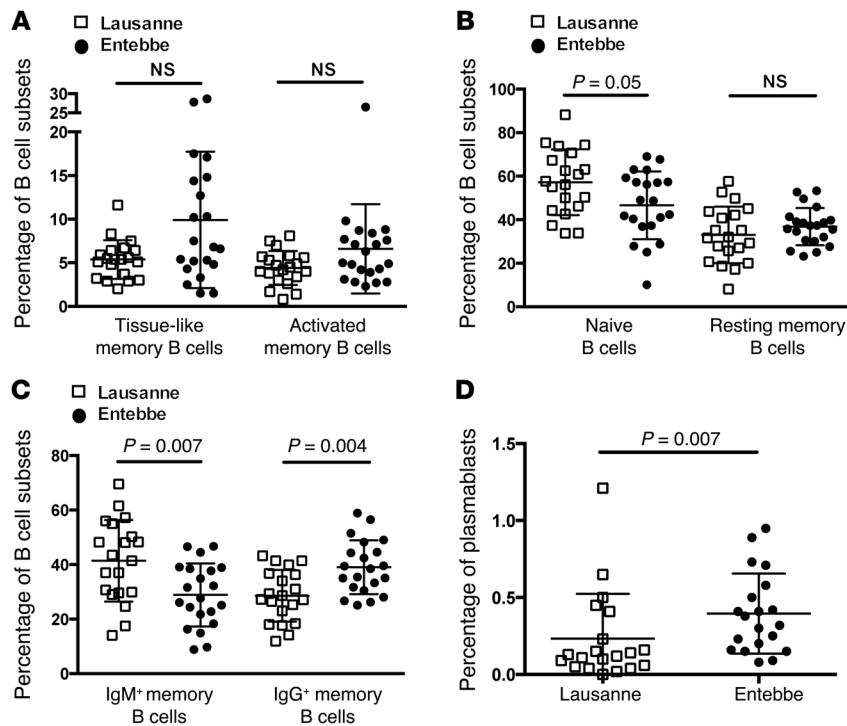 A
Lausanne
Entebbe
Percentage of B cell subsets
NS
NS
30
25
20
15
10
5
0
Tissue-like
memory B cells
Activated
memory B cells
B
Lausanne
Entebbe
Percentage of B cell subsets
P = 0.05
NS
100
80
60
40
20
0
Naive
B cells
Resting memory
B cells
C
Lausanne
Entebbe
Percentage of B cell subsets
P = 0.007
P = 0.004
80
60
40
20
0
IgM⁺ memory
B cells
IgG⁺ memory
B cells
D
Percentage of plasmablasts
P = 0.007
1.5
1.0
0.5
0.0
Lausanne
Entebbe